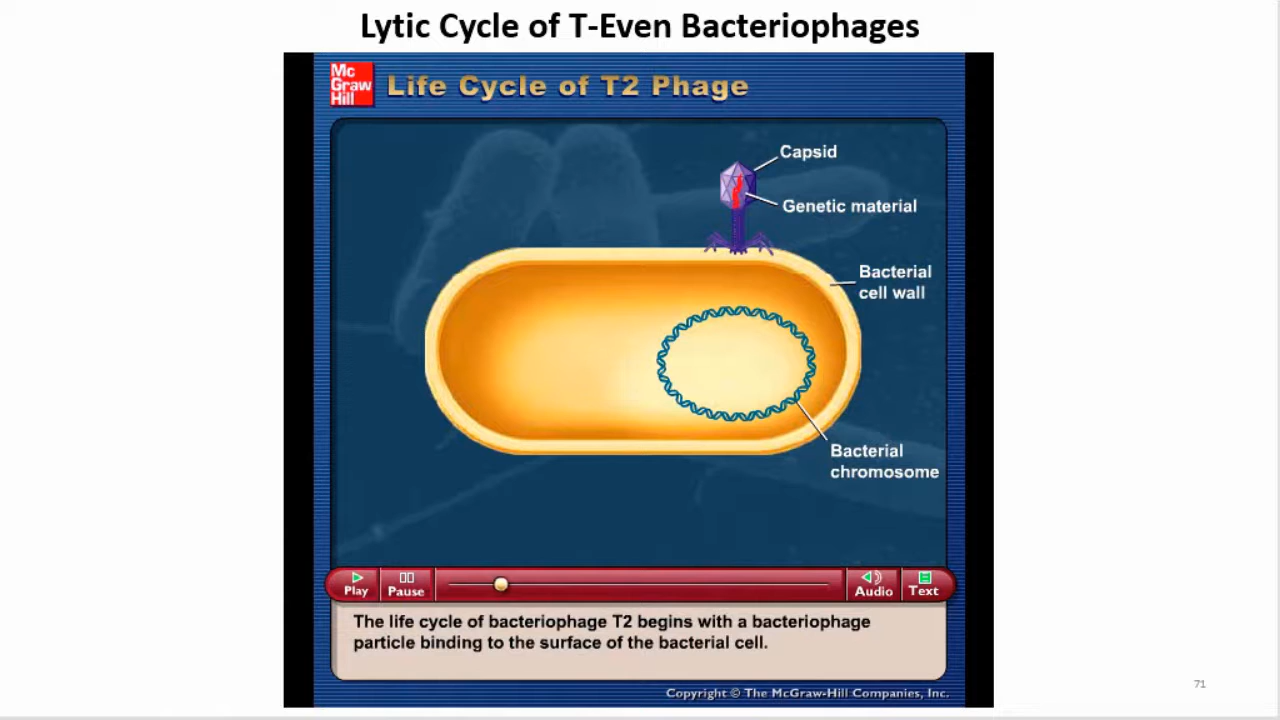 Lytic Cycle of T-Even Bacteriophages
Mc
Graw
Hill
Life Cycle of T2 Phage
Capsid
Genetic material
Bacterial
cell wall
Bacterial
chromosome
Play
Pause
Audio
Text
The life cycle of bacteriophage T2 begins with a acteriophage
particle binding to the surface of the bacterial cell.
Copyright © The McGraw-Hill Companies, Inc.
71